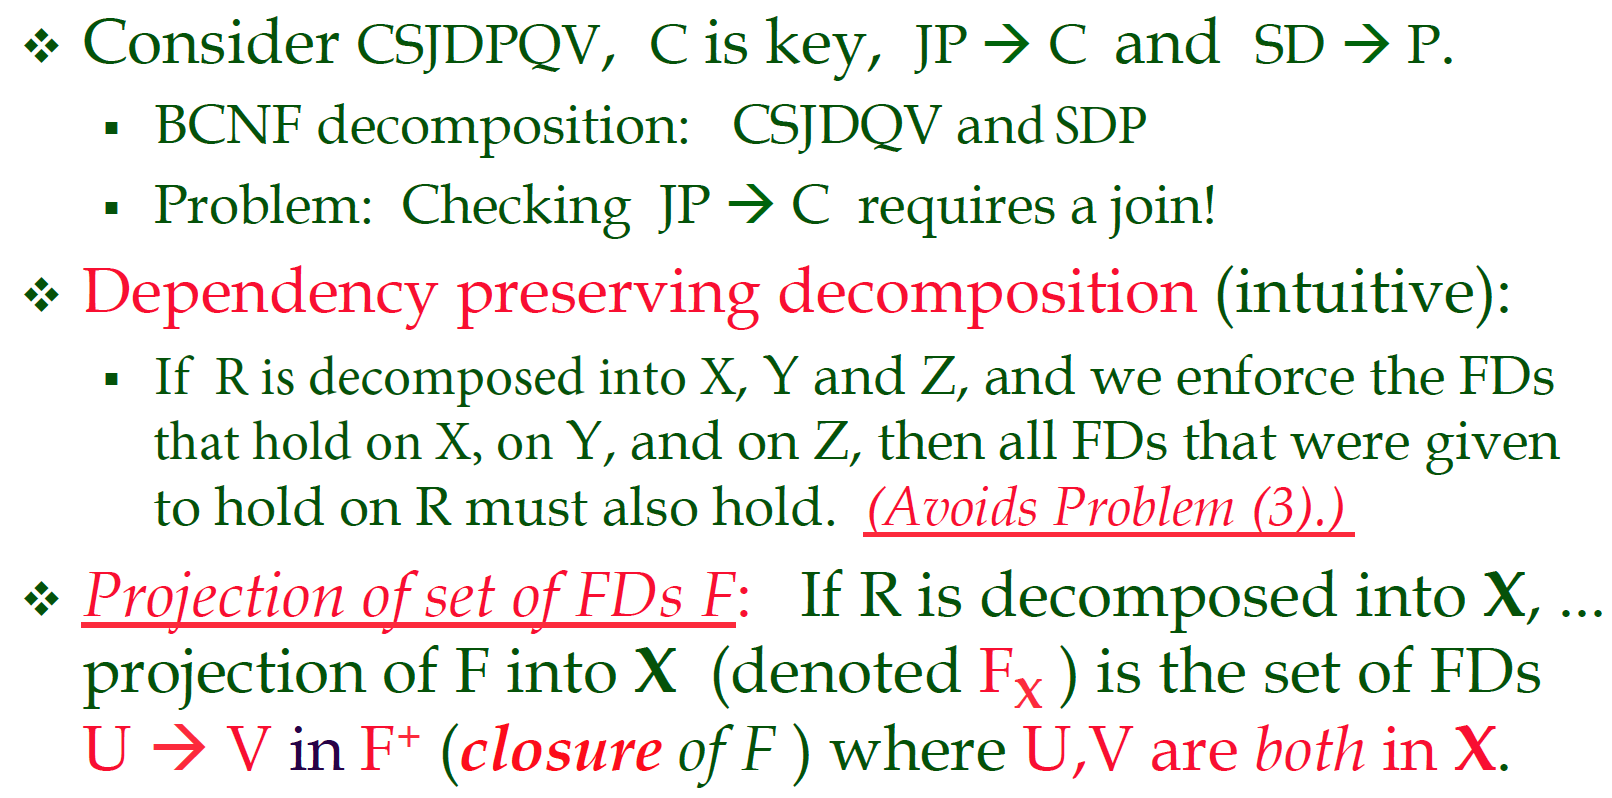 ❖ Consider CSJDPQV, C is key, JP → C and SD → P.
▪ BCNF decomposition: CSJDQV and SDP
▪ Problem: Checking JP → C requires a join!
❖ Dependency preserving decomposition (intuitive):
▪ If R is decomposed into X, Y and Z, and we enforce the FDs
that hold on X, on Y, and on Z, then all FDs that were given
to hold on R must also hold. (Avoids Problem (3).)
❖ Projection of set of FDs F: If R is decomposed into X, ...
projection of F into X (denoted F_X ) is the set of FDs
U → V in F⁺ (closure of F ) where U,V are both in X.